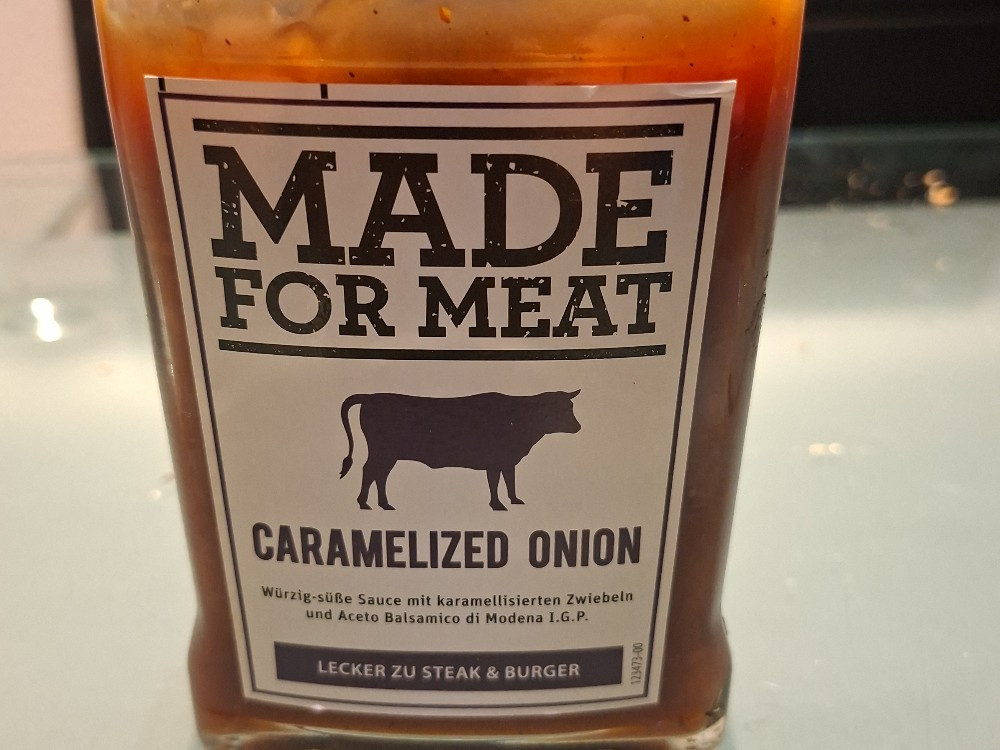 MADE
FOR MEAT
CARAMELIZED ONION
Würzig-süße Sauce mit karamellisierten Zwiebeln
und Aceto Balsamico di Modena I.G.P.
LECKER ZU STEAK & BURGER
123473-00